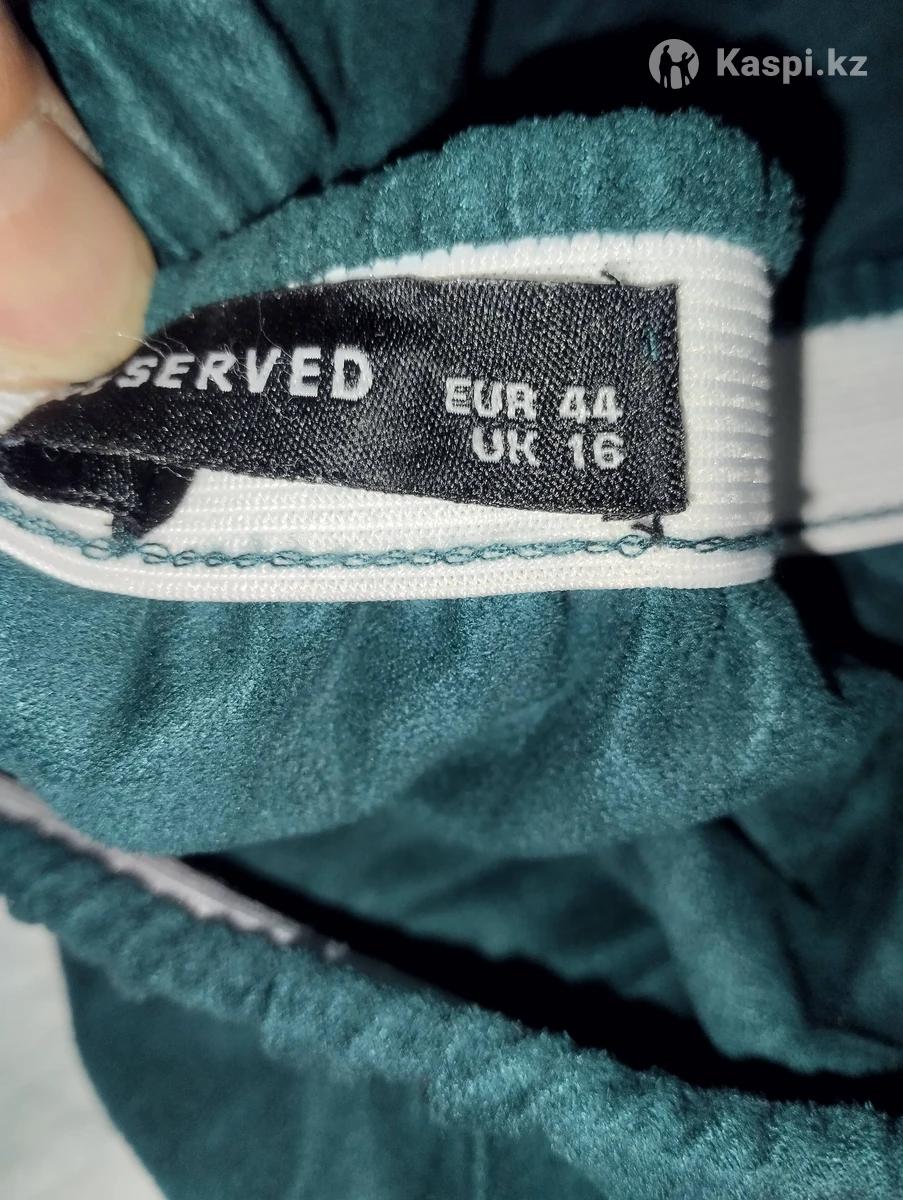 Kaspi.kz
SERVED
EUR 44
UK 16